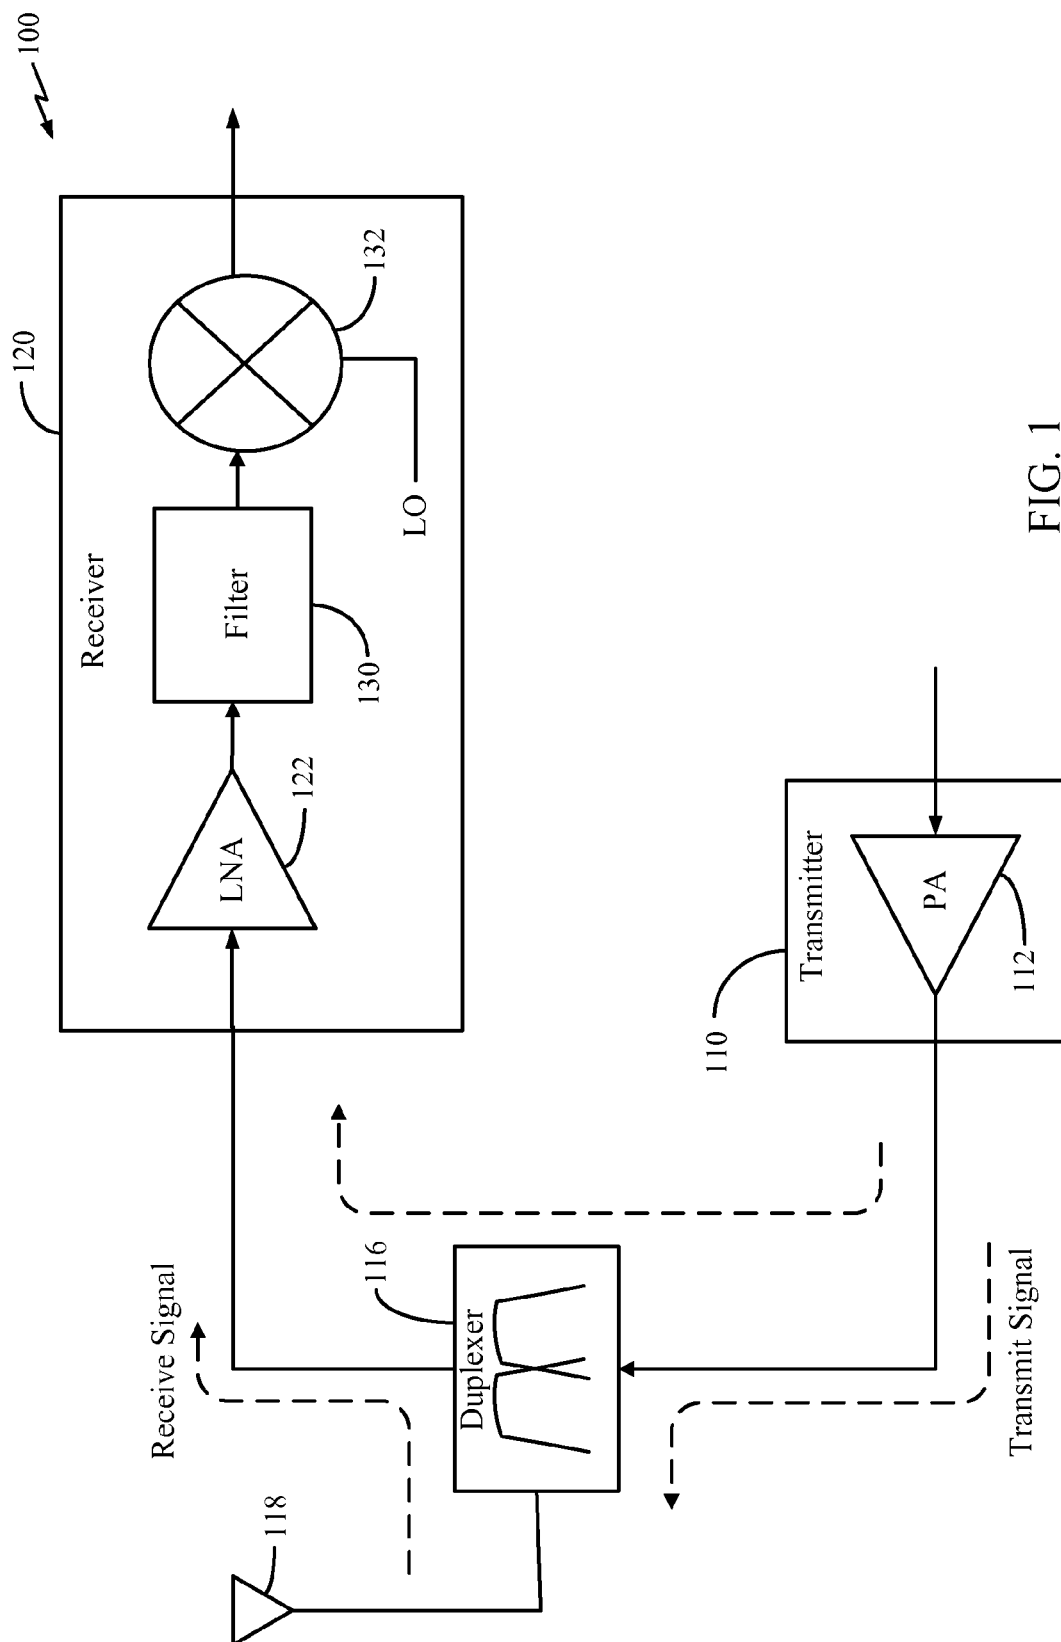 100
120
Receiver
LNA
122
Filter
130
132
LO
Receive Signal
118
116
Duplexer
Transmitter
110
PA
112
Transmit Signal
FIG. 1